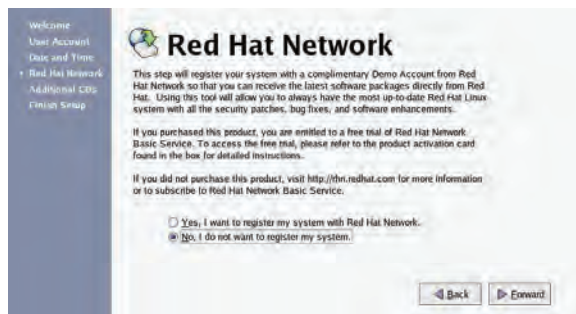 Welcome
User Account
Date and Time
Red Hat Network
Additional CDs
Finish Setup
Red Hat Network
This step will register your system with a complimentary Demo Account from Red
Hat Network so that you can receive the latest software packages directly from Red
Hat. Using this tool will allow you to always have the most up-to-date Red Hat Linux
system with all the security patches, bug fixes, and software enhancements.
If you purchased this product, you are entitled to a free trial of Red Hat Network
Basic Service. To access the free trial, please refer to the product activation card
found in the box for detailed instructions.
If you did not purchase this product, visit http://rhn.redhat.com for more information
or to subscribe to Red Hat Network Basic Service.
Yes, I want to register my system with Red Hat Network.
No, I do not want to register my system.
Back
Forward